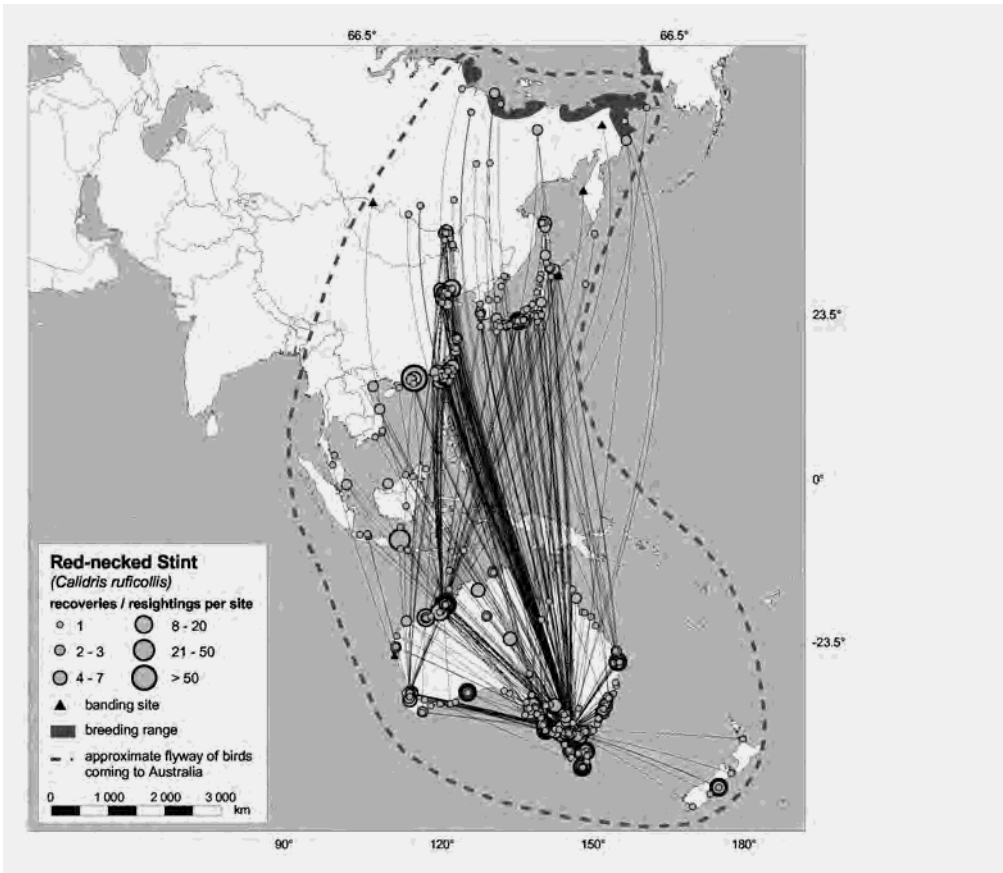 66.5° 66.5°
23.5°
0°
-23.5°
Red-necked Stint
(Calidris ruficollis)
recoveries / resightings per site
1 8 - 20
2 - 3 21 - 50
4 - 7 > 50
banding site
breeding range
approximate flyway of birds
coming to Australia
0 1 000 2 000 3 000
km
90° 120° 150° 180°